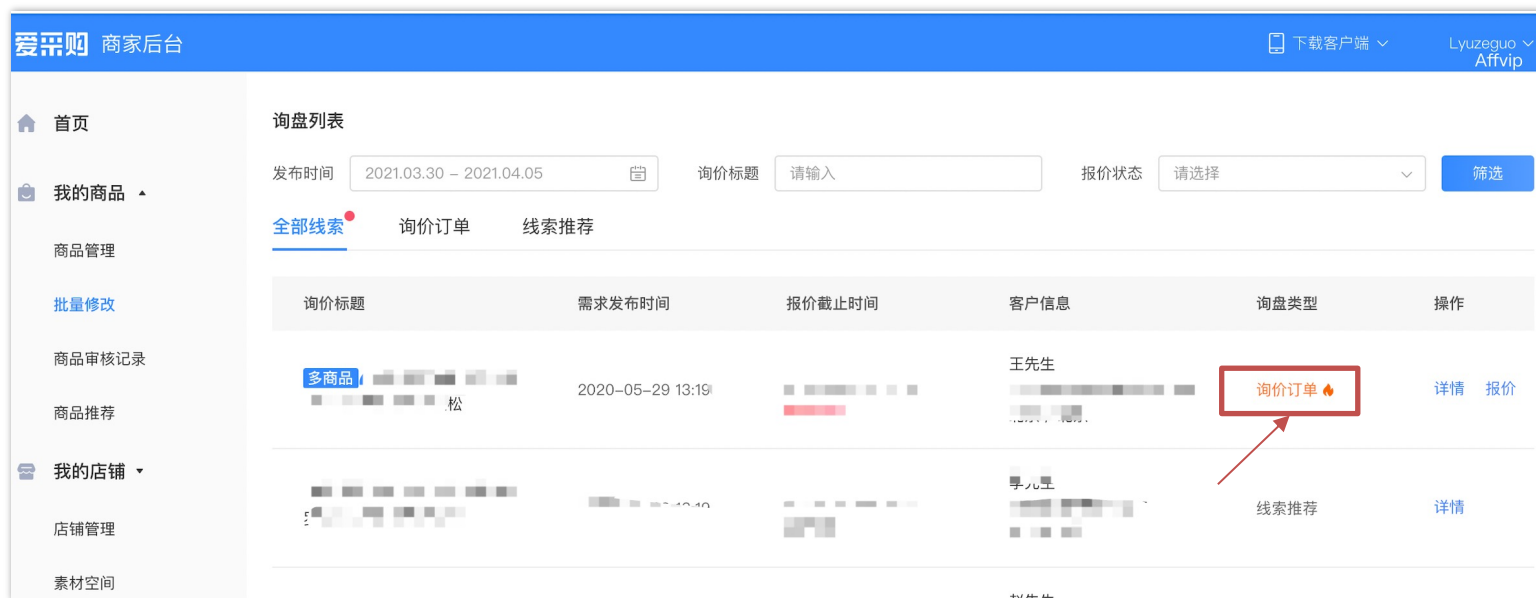 爱采购 商家后台
下载客户端
Lyuzeguo
Affvip
首页
我的商品
商品管理
批量修改
商品审核记录
商品推荐
我的店铺
店铺管理
素材空间
询盘列表
发布时间 2021.03.30 – 2021.04.05 询价标题 请输入 报价状态 请选择 筛选
全部线索 询价订单 线索推荐
询价标题 需求发布时间 报价截止时间 客户信息 询盘类型 操作
多商品
松
2020-05-29 13:19
王先生
询价订单
详情 报价
线索推荐
详情